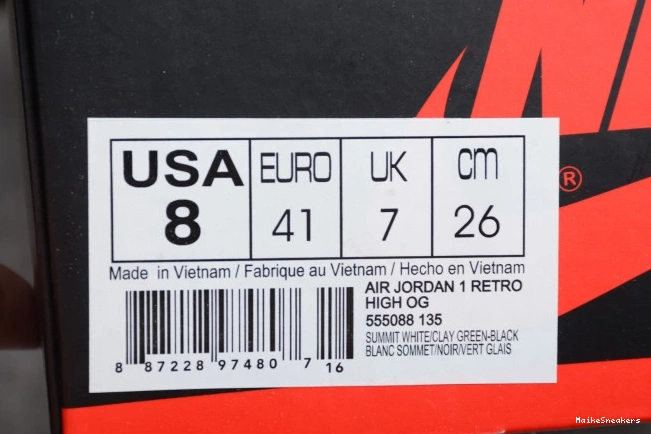 USA EURO UK cm
8 41 7 26
Made in Vietnam / Fabrique au Vietnam / Hecho en Vietnam
AIR JORDAN 1 RETRO
HIGH OG
555088 135
SUMMIT WHITE/CLAY GREEN-BLACK
BLANC SOMMET/NOIR/VERT GLAIS
8 87228 97480 7 16
®
MaikeSneakers